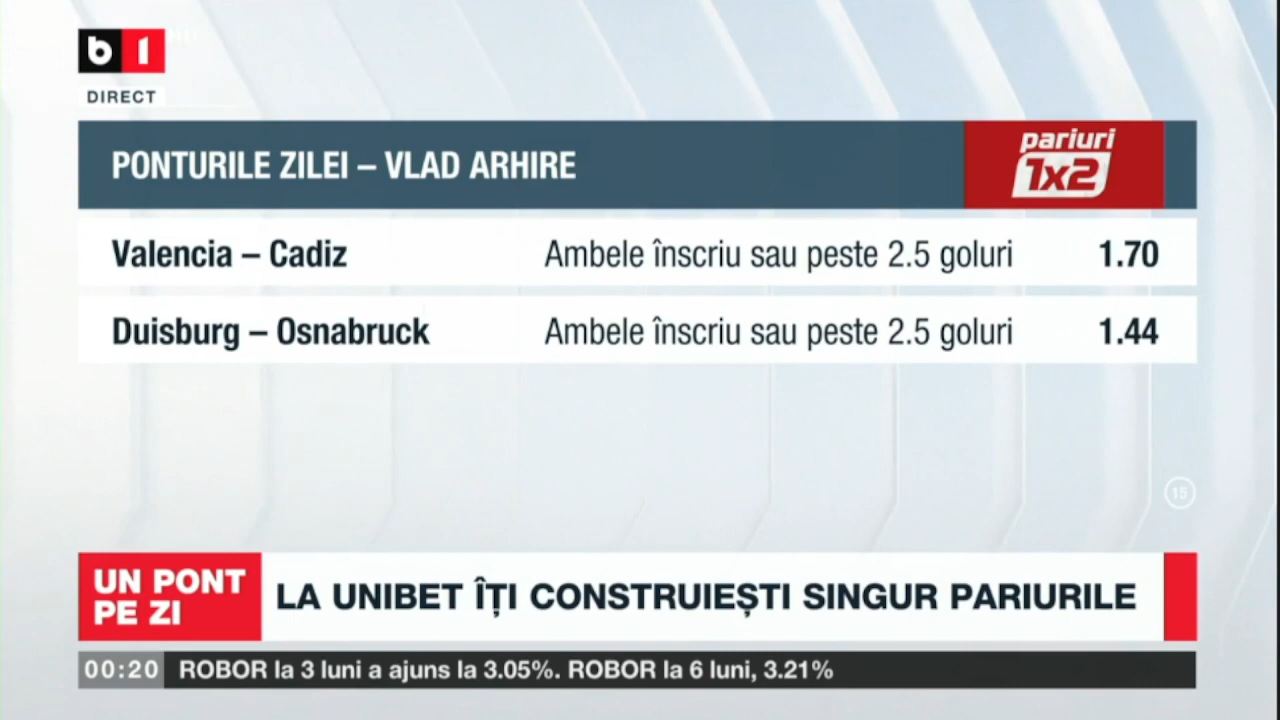 b1
DIRECT
PONTURILE ZILEI – VLAD ARHIRE
pariuri
1x2
Valencia – Cadiz Ambele înscriu sau peste 2.5 goluri 1.70
Duisburg – Osnabruck Ambele înscriu sau peste 2.5 goluri 1.44
15
UN PONT
PE ZI
LA UNIBET ÎȚI CONSTRUIEȘTI SINGUR PARIURILE
00:20 ROBOR la 3 luni a ajuns la 3.05%. ROBOR la 6 luni, 3.21%